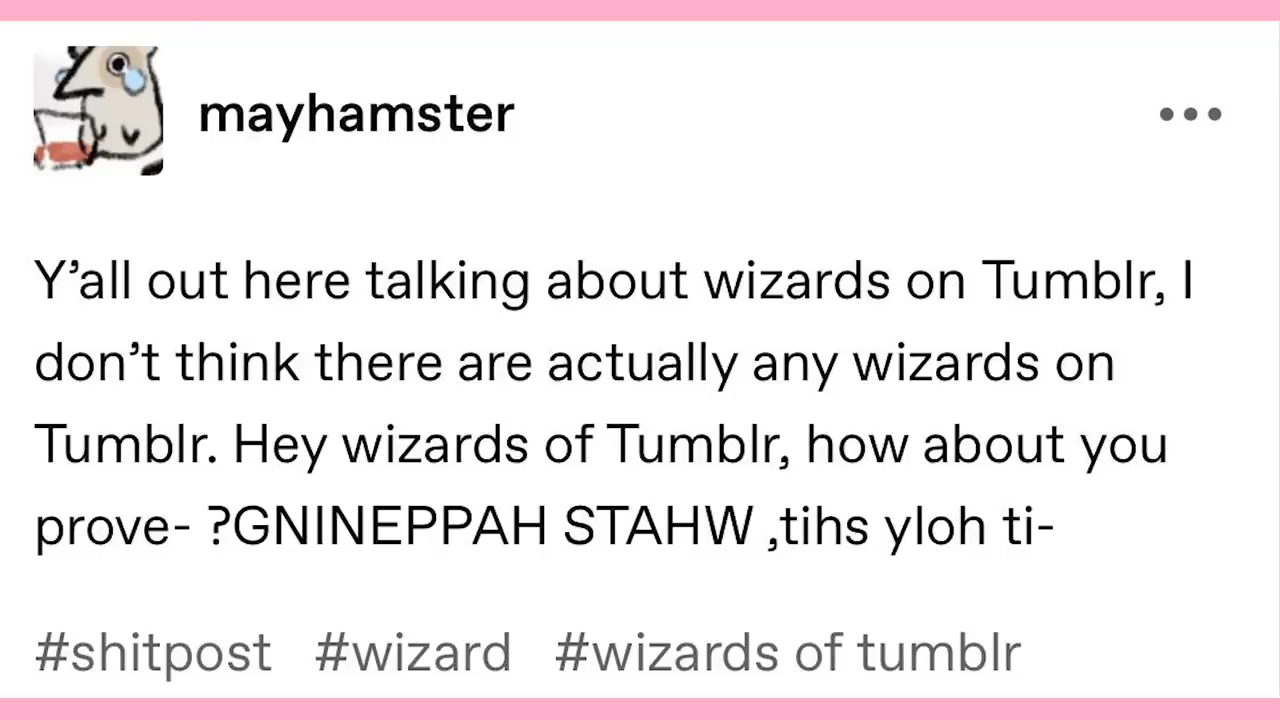 mayhamster
Y’all out here talking about wizards on Tumblr, I
don’t think there are actually any wizards on
Tumblr. Hey wizards of Tumblr, how about you
prove- ?GNINEPPAH STAHW ,tihs yloh ti-
#shitpost #wizard #wizards of tumblr